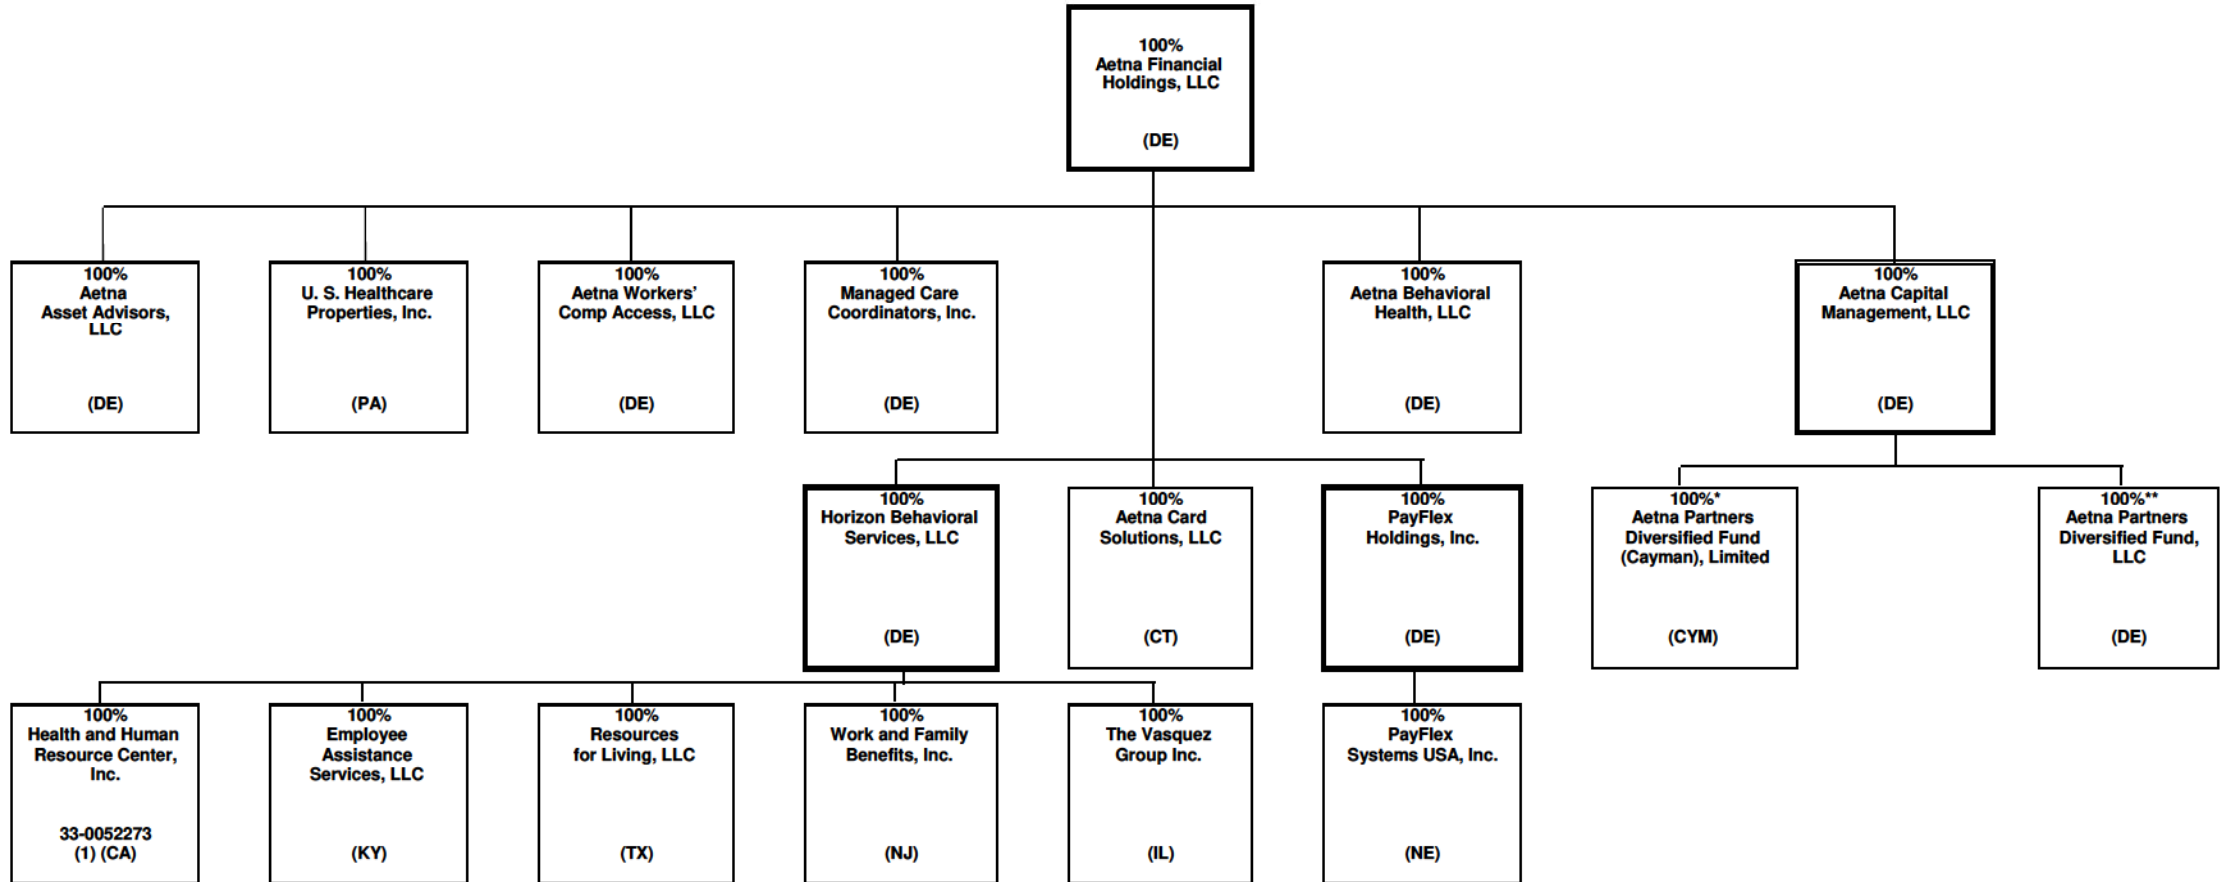 100%
Aetna Financial
Holdings, LLC
(DE)
100%
Aetna
Asset Advisors,
LLC
(DE)
100%
U. S. Healthcare
Properties, Inc.
(PA)
100%
Aetna Workers’
Comp Access, LLC
(DE)
100%
Managed Care
Coordinators, Inc.
(DE)
100%
Aetna Behavioral
Health, LLC
(DE)
100%
Aetna Capital
Management, LLC
(DE)
100%
Horizon Behavioral
Services, LLC
(DE)
100%
Aetna Card
Solutions, LLC
(CT)
100%
PayFlex
Holdings, Inc.
(DE)
100%*
Aetna Partners
Diversified Fund
(Cayman), Limited
(CYM)
100%**
Aetna Partners
Diversified Fund,
LLC
(DE)
100%
Health and Human
Resource Center,
Inc.
33-0052273
(1) (CA)
100%
Employee
Assistance
Services, LLC
(KY)
100%
Resources
for Living, LLC
(TX)
100%
Work and Family
Benefits, Inc.
(NJ)
100%
The Vasquez
Group Inc.
(IL)
100%
PayFlex
Systems USA, Inc.
(NE)